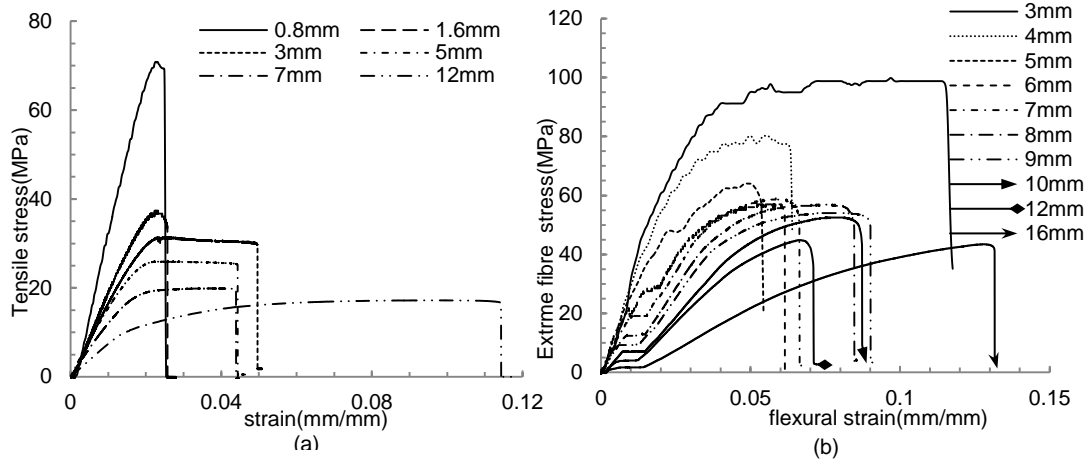 80
60
40
20
0
Tensile stress(MPa)
0.8mm
1.6mm
3mm
5mm
7mm
12mm
0
0.04
0.08
0.12
strain(mm/mm)
(a)
120
100
80
60
40
20
0
Extrme fibre stress(MPa)
3mm
4mm
5mm
6mm
7mm
8mm
9mm
10mm
12mm
16mm
0
0.05
0.1
0.15
flexural strain(mm/mm)
(b)